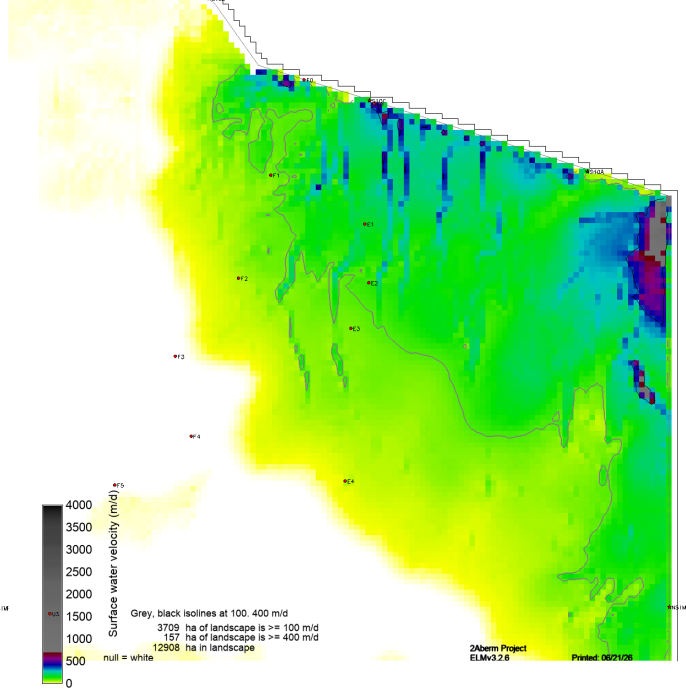 S10A
F1
E1
F2
E2
E3
F3
F4
E4
F5
4000
3500
3000
2500
2000
1500
1000
500
0
Surface water velocity (m/d)
U3
Grey, black isolines at 100. 400 m/d
3709 ha of landscape is >= 100 m/d
157 ha of landscape is >= 400 m/d
12908 ha in landscape
null = white
2Aberm Project
ELMv3.2.6
Printed: 06/21/26